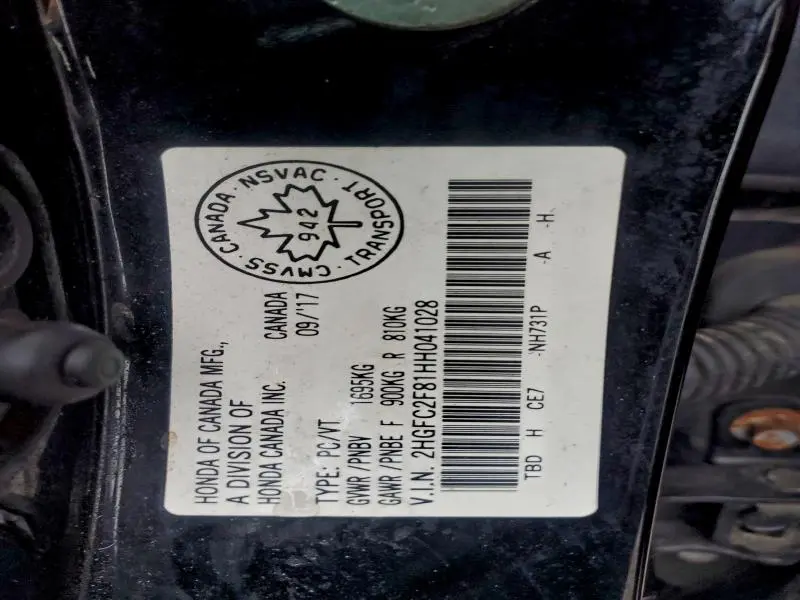 HONDA OF CANADA MFG.,
A DIVISION OF
HONDA CANADA INC. CANADA
TYPE: PC/VT 09/'17
GVWR/PNBV 1695KG
GAWR/PNBE F 900KG R 810KG
V.I.N. 2HGFC2F81HH041028
TBD H CE7 -NH731P -A -H
CANADA · NSVAC · TRANSPORT · CMVSS
942